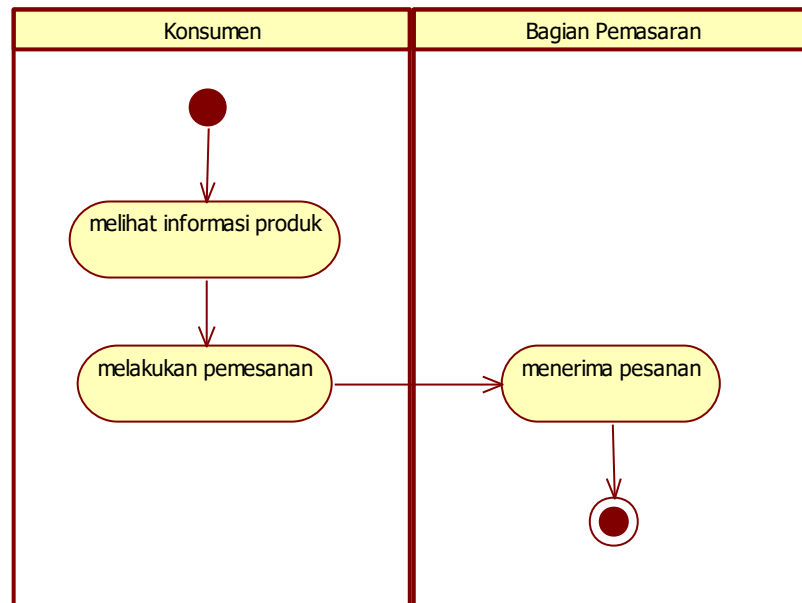 Konsumen
Bagian Pemasaran
melihat informasi produk
melakukan pemesanan
menerima pesanan